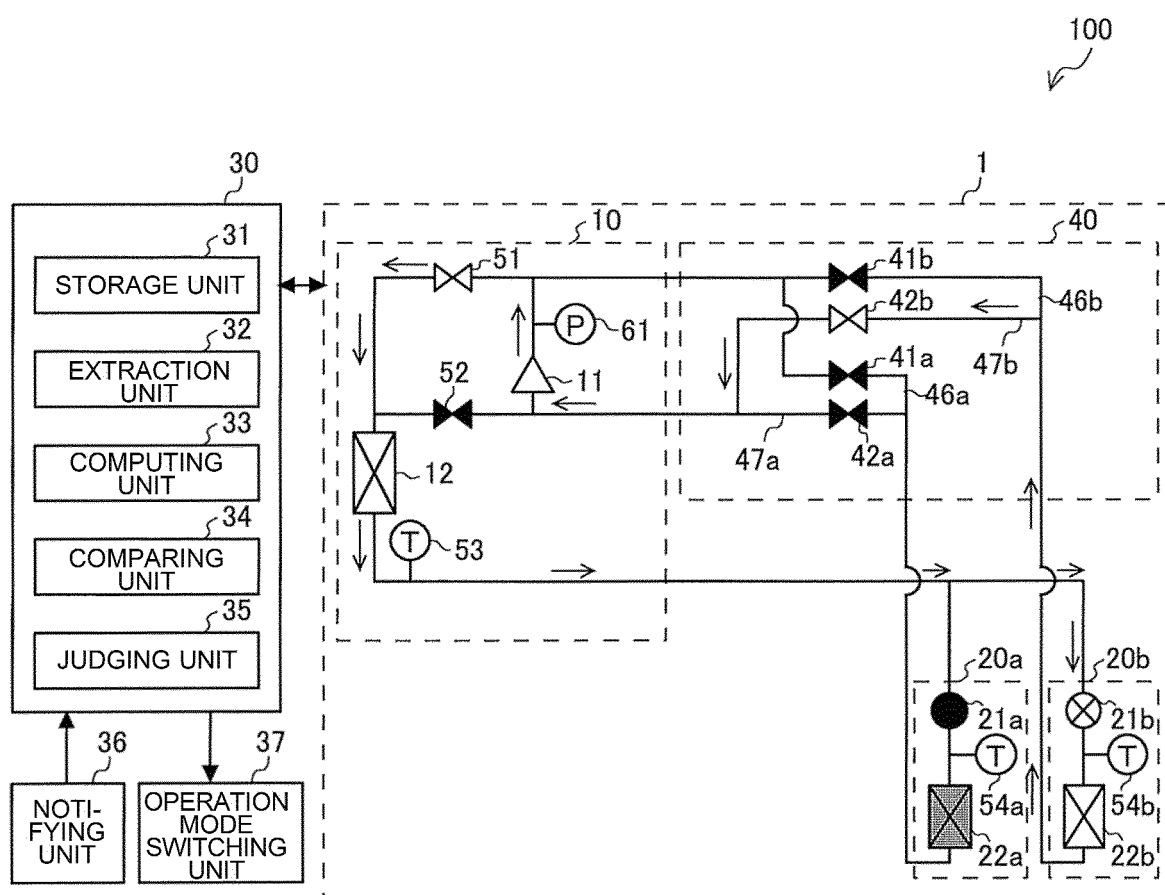 100
30
1
31
10
40
STORAGE UNIT
51
41b
42b
46b
32
P
61
47b
EXTRACTION
UNIT
52
11
41a
46a
33
COMPUTING
UNIT
12
47a
42a
34
COMPARING
UNIT
T
53
35
JUDGING UNIT
20a
20b
21a
21b
36
37
T
T
NOTI-
FYING
UNIT
OPERATION
MODE
SWITCHING
UNIT
54a
54b
22a
22b